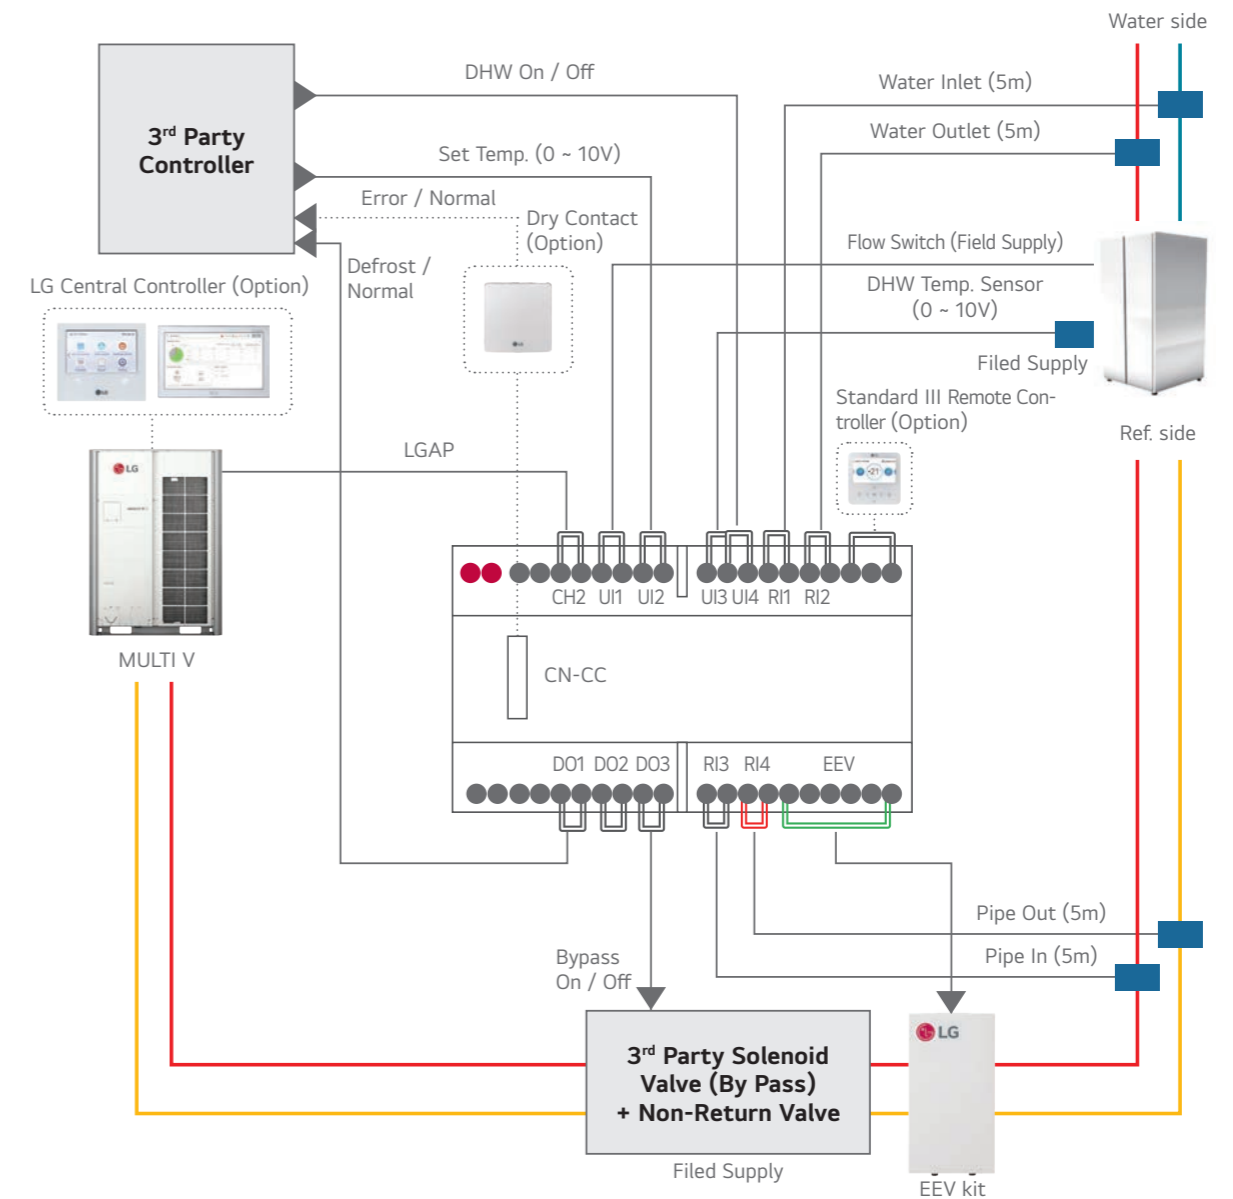 Water side
DHW On / Off
Water Inlet (5m)
3rd Party
Controller
Water Outlet (5m)
Set Temp. (0 ~ 10V)
Error / Normal
Dry Contact
(Option)
Flow Switch (Field Supply)
Defrost /
Normal
LG Central Controller (Option)
DHW Temp. Sensor
(0 ~ 10V)
Filed Supply
Standard III Remote Con-
troller (Option)
Ref. side
LGAP
LG
MULTI V
CH2 UI1 UI2 UI3 UI4 RI1 RI2
CN-CC
DO1 DO2 DO3 RI3 RI4 EEV
Pipe Out (5m)
Pipe In (5m)
Bypass
On / Off
3rd Party Solenoid
Valve (By Pass)
+ Non-Return Valve
LG
Filed Supply
EEV kit